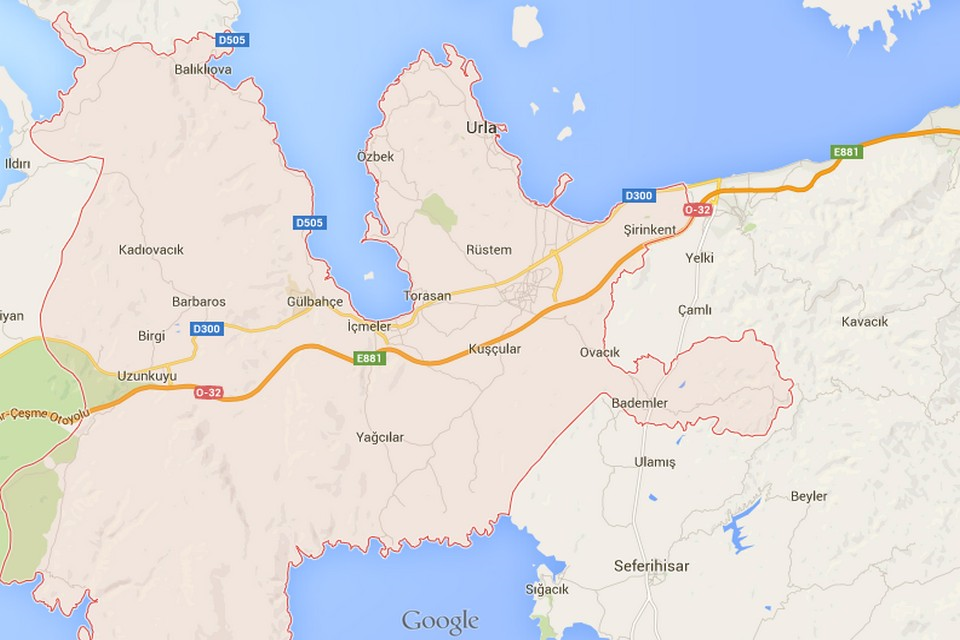 D505
Balıklıova
Urla
E881
Özbek
Ildırı
D300
O-32
D505
Şirinkent
Kadıovacık
Rüstem
Yelki
Torasan
Barbaros
Gülbahçe
Çamlı
iyan
İçmeler
Kavacık
Birgi
D300
Kuşçular
Ovacık
E881
Uzunkuyu
O-32
Bademler
ar-Çeşme Otoyolu
Yağcılar
Ulamış
Beyler
Seferihisar
Sığacık
Google